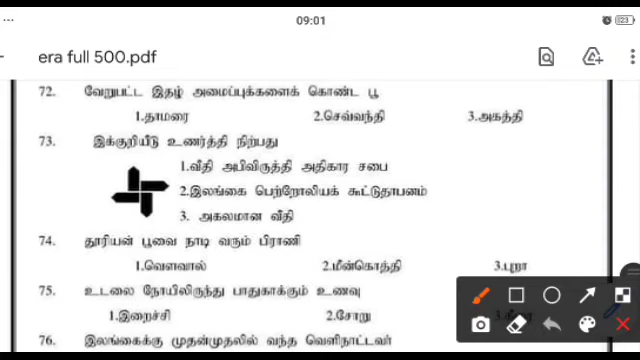 09:01
era full 500.pdf
72. வேறுபட்ட இதழ் அமைப்புக்களைக் கொண்ட பூ
1.தாமரை 2.செவ்வந்தி 3.அகத்தி
73. இக்குறியீடு உணர்த்தி நிற்பது
1.வீதி அபிவிருத்தி அதிகார சபை
2.இலங்கை பெற்றோலியக் கூட்டுதாபனம்
3. அகலமான வீதி
74. தூரியன் பூவை நாடி வரும் பிராணி
1.வௌவால் 2.மீன்கொத்தி 3.புறா
75. உடலை நோயிலிருந்து பாதுகாக்கும் உணவு
1.இறைச்சி 2.சோறு
76. இலங்கைக்கு முதன்முதலில் வந்த வெளிநாட்டவர்